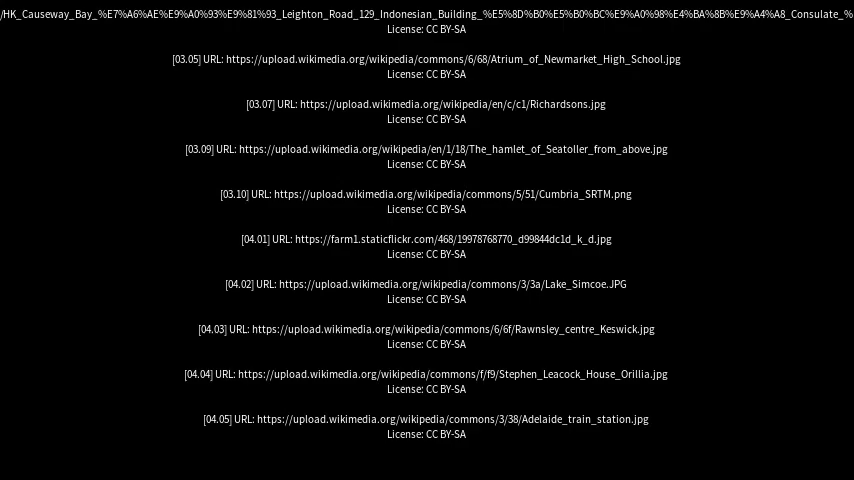 /HK_Causeway_Bay_%E7%A6%AE%E9%A0%93%E9%81%93_Leighton_Road_129_Indonesian_Building_%E5%8D%B0%E5%B0%BC%E9%A0%98%E4%BA%8B%E9%A4%A8_Consulate_%
License: CC BY-SA
[03.05] URL: https://upload.wikimedia.org/wikipedia/commons/6/68/Atrium_of_Newmarket_High_School.jpg
License: CC BY-SA
[03.07] URL: https://upload.wikimedia.org/wikipedia/en/c/c1/Richardsons.jpg
License: CC BY-SA
[03.09] URL: https://upload.wikimedia.org/wikipedia/en/1/18/The_hamlet_of_Seatoller_from_above.jpg
License: CC BY-SA
[03.10] URL: https://upload.wikimedia.org/wikipedia/commons/5/51/Cumbria_SRTM.png
License: CC BY-SA
[04.01] URL: https://farm1.staticflickr.com/468/19978768770_d99844dc1d_k_d.jpg
License: CC BY-SA
[04.02] URL: https://upload.wikimedia.org/wikipedia/commons/3/3a/Lake_Simcoe.JPG
License: CC BY-SA
[04.03] URL: https://upload.wikimedia.org/wikipedia/commons/6/6f/Rawnsley_centre_Keswick.jpg
License: CC BY-SA
[04.04] URL: https://upload.wikimedia.org/wikipedia/commons/f/f9/Stephen_Leacock_House_Orillia.jpg
License: CC BY-SA
[04.05] URL: https://upload.wikimedia.org/wikipedia/commons/3/38/Adelaide_train_station.jpg
License: CC BY-SA